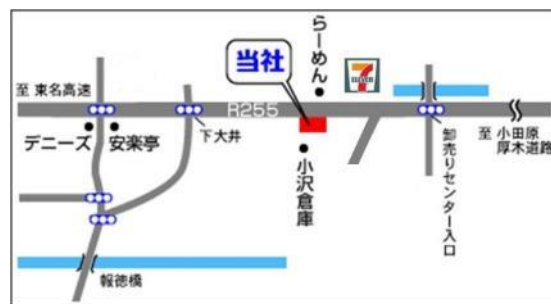 当社
らーめん
ELEVEN
至 東名高速
R255
デニーズ
安楽亭
下大井
小沢倉庫
卸売りセンター入口
至 小田原
厚木道路
報徳橋